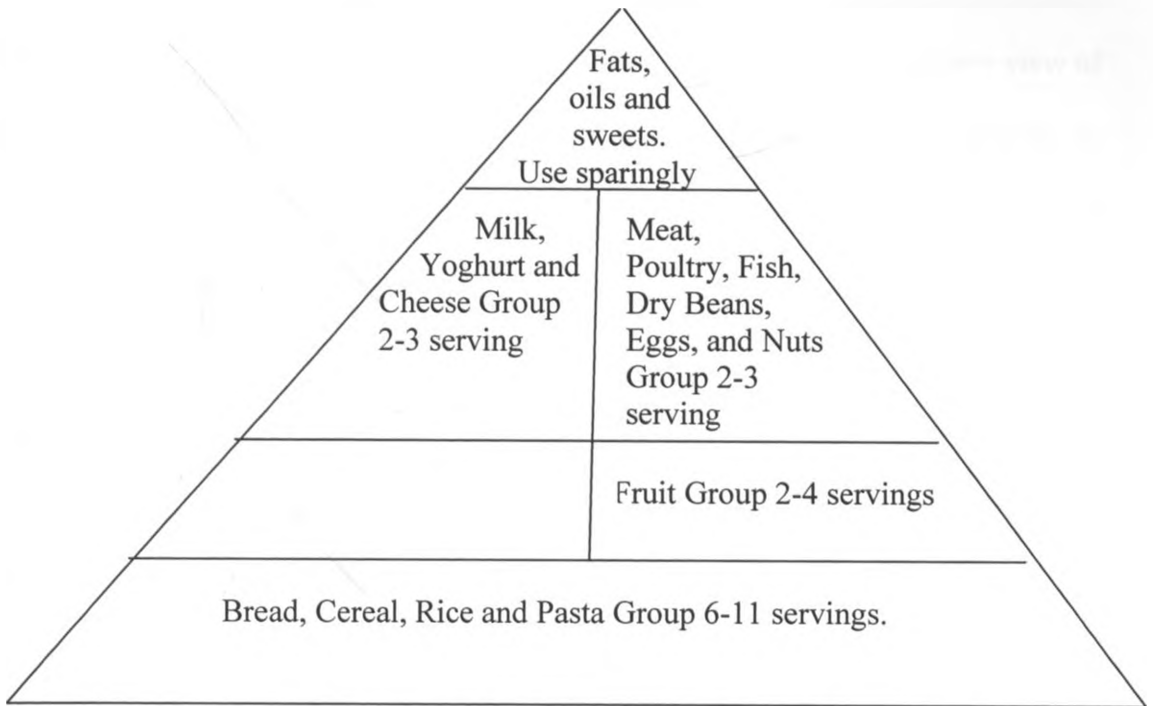 Fats,
oils and
sweets.
Use sparingly
Milk,
Yoghurt and
Cheese Group
2-3 serving
Meat,
Poultry, Fish,
Dry Beans,
Eggs, and Nuts
Group 2-3
serving
Fruit Group 2-4 servings
Bread, Cereal, Rice and Pasta Group 6-11 servings.